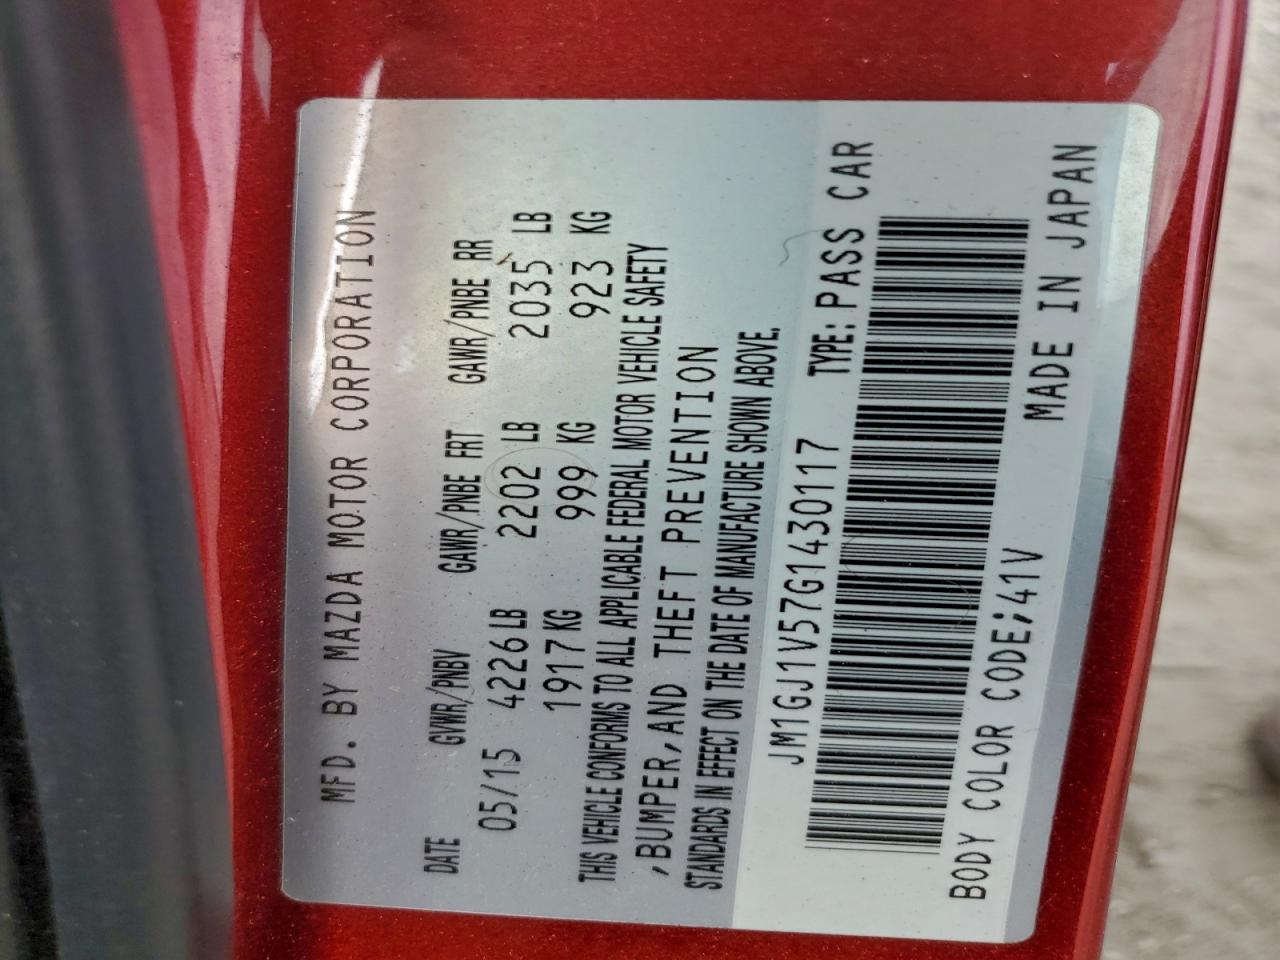 MFD. BY MAZDA MOTOR CORPORATION
DATE GVWR/PNBV GAWR/PNBE FRT GAWR/PNBE RR
05/15 4226 LB 2202 LB 2035 LB
1917 KG 999 KG 923 KG
THIS VEHICLE CONFORMS TO ALL APPLICABLE FEDERAL MOTOR VEHICLE SAFETY
,BUMPER,AND THEFT PREVENTION
STANDARDS IN EFFECT ON THE DATE OF MANUFACTURE SHOWN ABOVE.
JM1GJ1V57G1430117 TYPE: PASS CAR
BODY COLOR CODE;41V MADE IN JAPAN